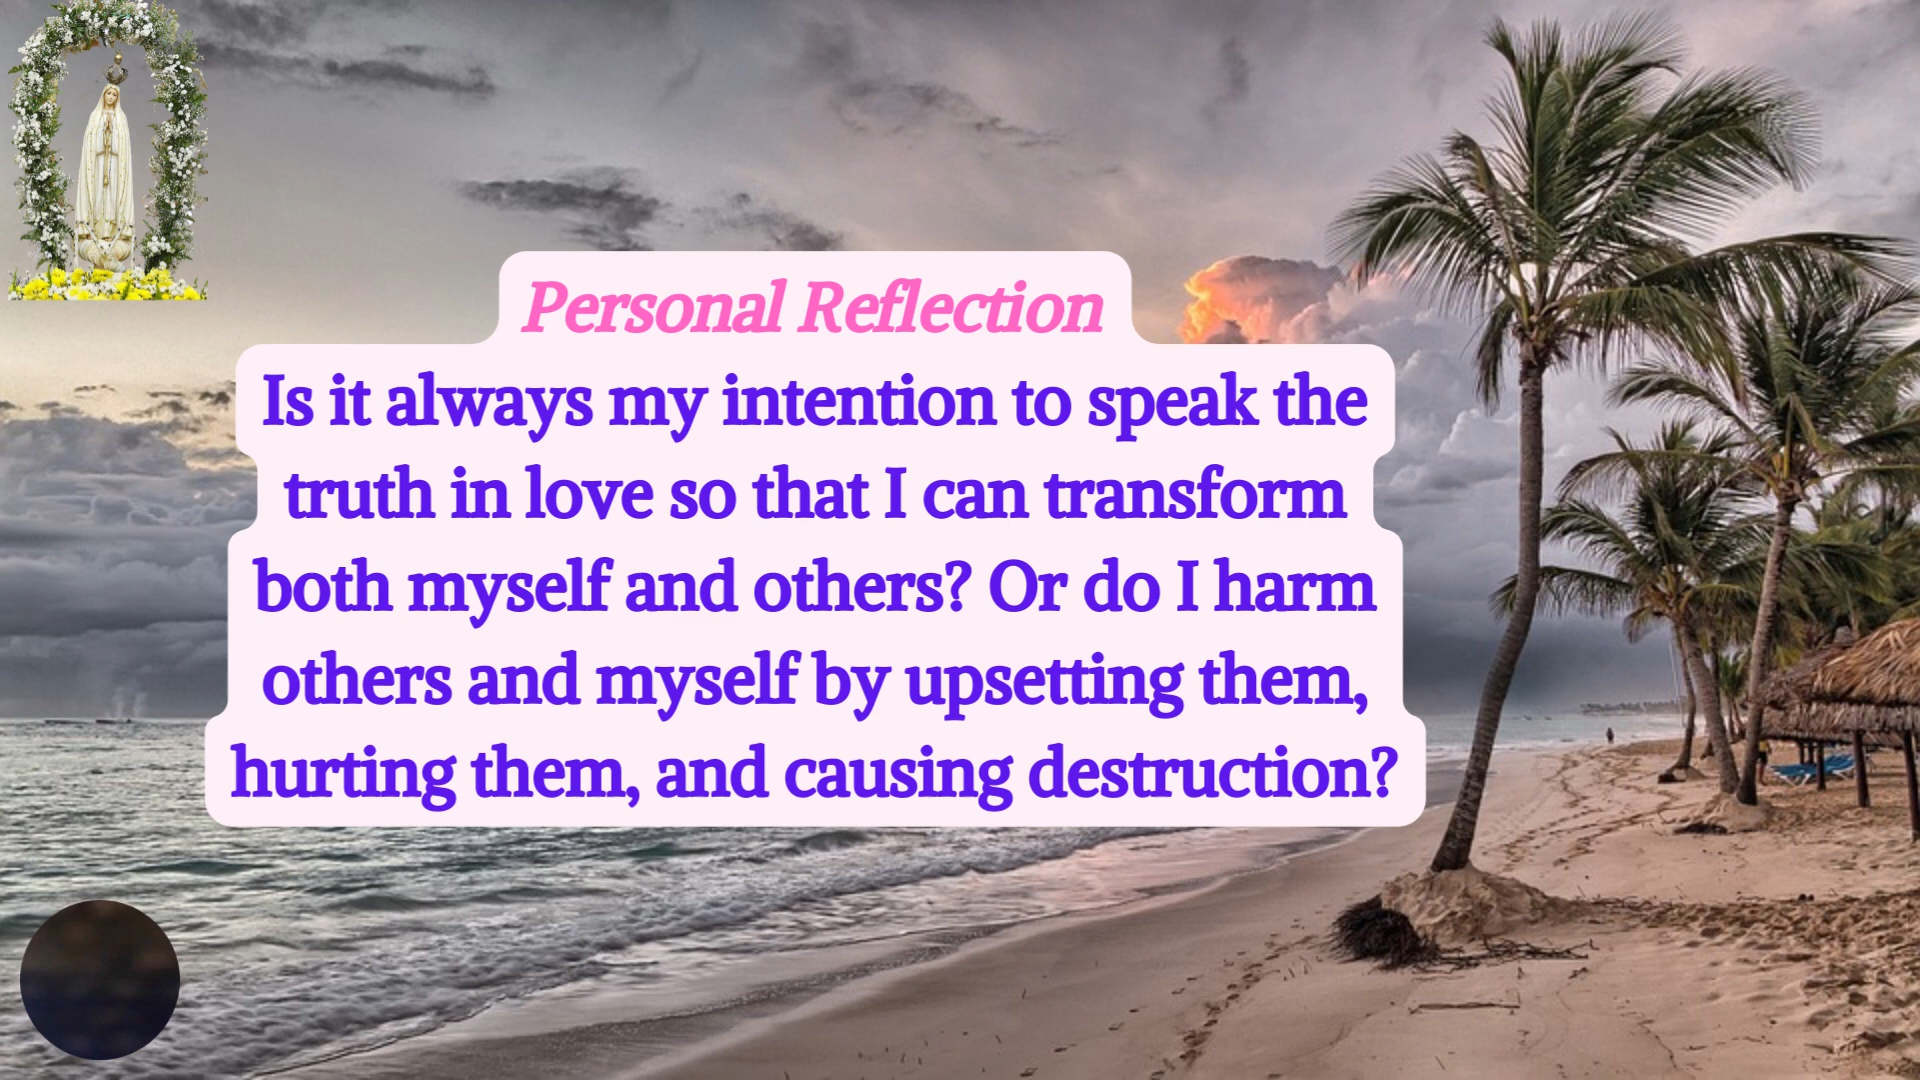 Personal Reflection
Is it always my intention to speak the
truth in love so that I can transform
both myself and others? Or do I harm
others and myself by upsetting them,
hurting them, and causing destruction?